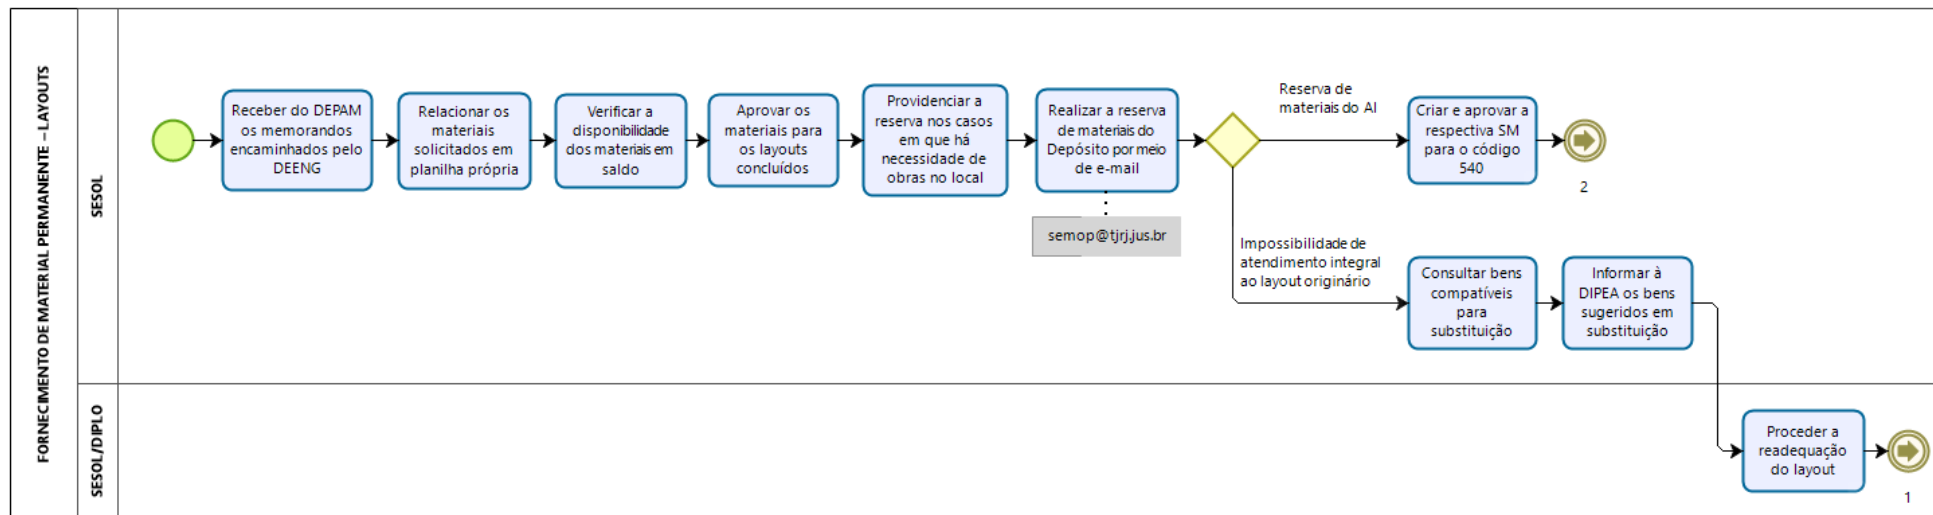 FORNECIMENTO DE MATERIAL PERMANENTE – LAYOUTS
SESOL
Receber do DEPAM
os memorandos
encaminhados pelo
DEENG
Relacionar os
materiais
solicitados em
planilha própria
Verificar a
disponibilidade
dos materiais em
saldo
Aprovar os
materiais para
os layouts
concluídos
Providenciar a
reserva nos casos
em que há
necessidade de
obras no local
Realizar a reserva
de materiais do
Depósito por meio
de e-mail
semop@tjrj.jus.br
Reserva de
materiais do AI
Criar e aprovar a
respectiva SM
para o código
540
2
Impossibilidade de
atendimento integral
ao layout originário
Consultar bens
compatíveis
para
substituição
Informar à
DIPEA os bens
sugeridos em
substituição
SESOL/DIPLO
Proceder a
readequação
do layout
1